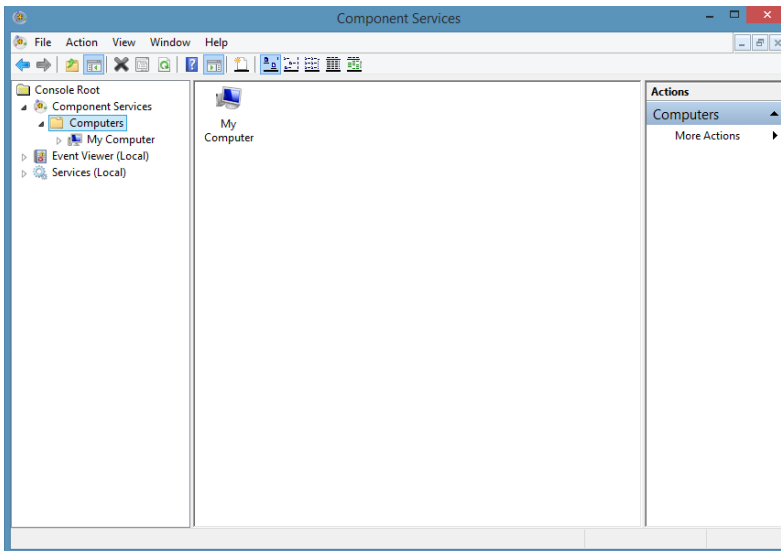 Component Services
File Action View Window Help
Console Root
Component Services
Computers
My Computer
Event Viewer (Local)
Services (Local)
My
Computer
Actions
Computers
More Actions